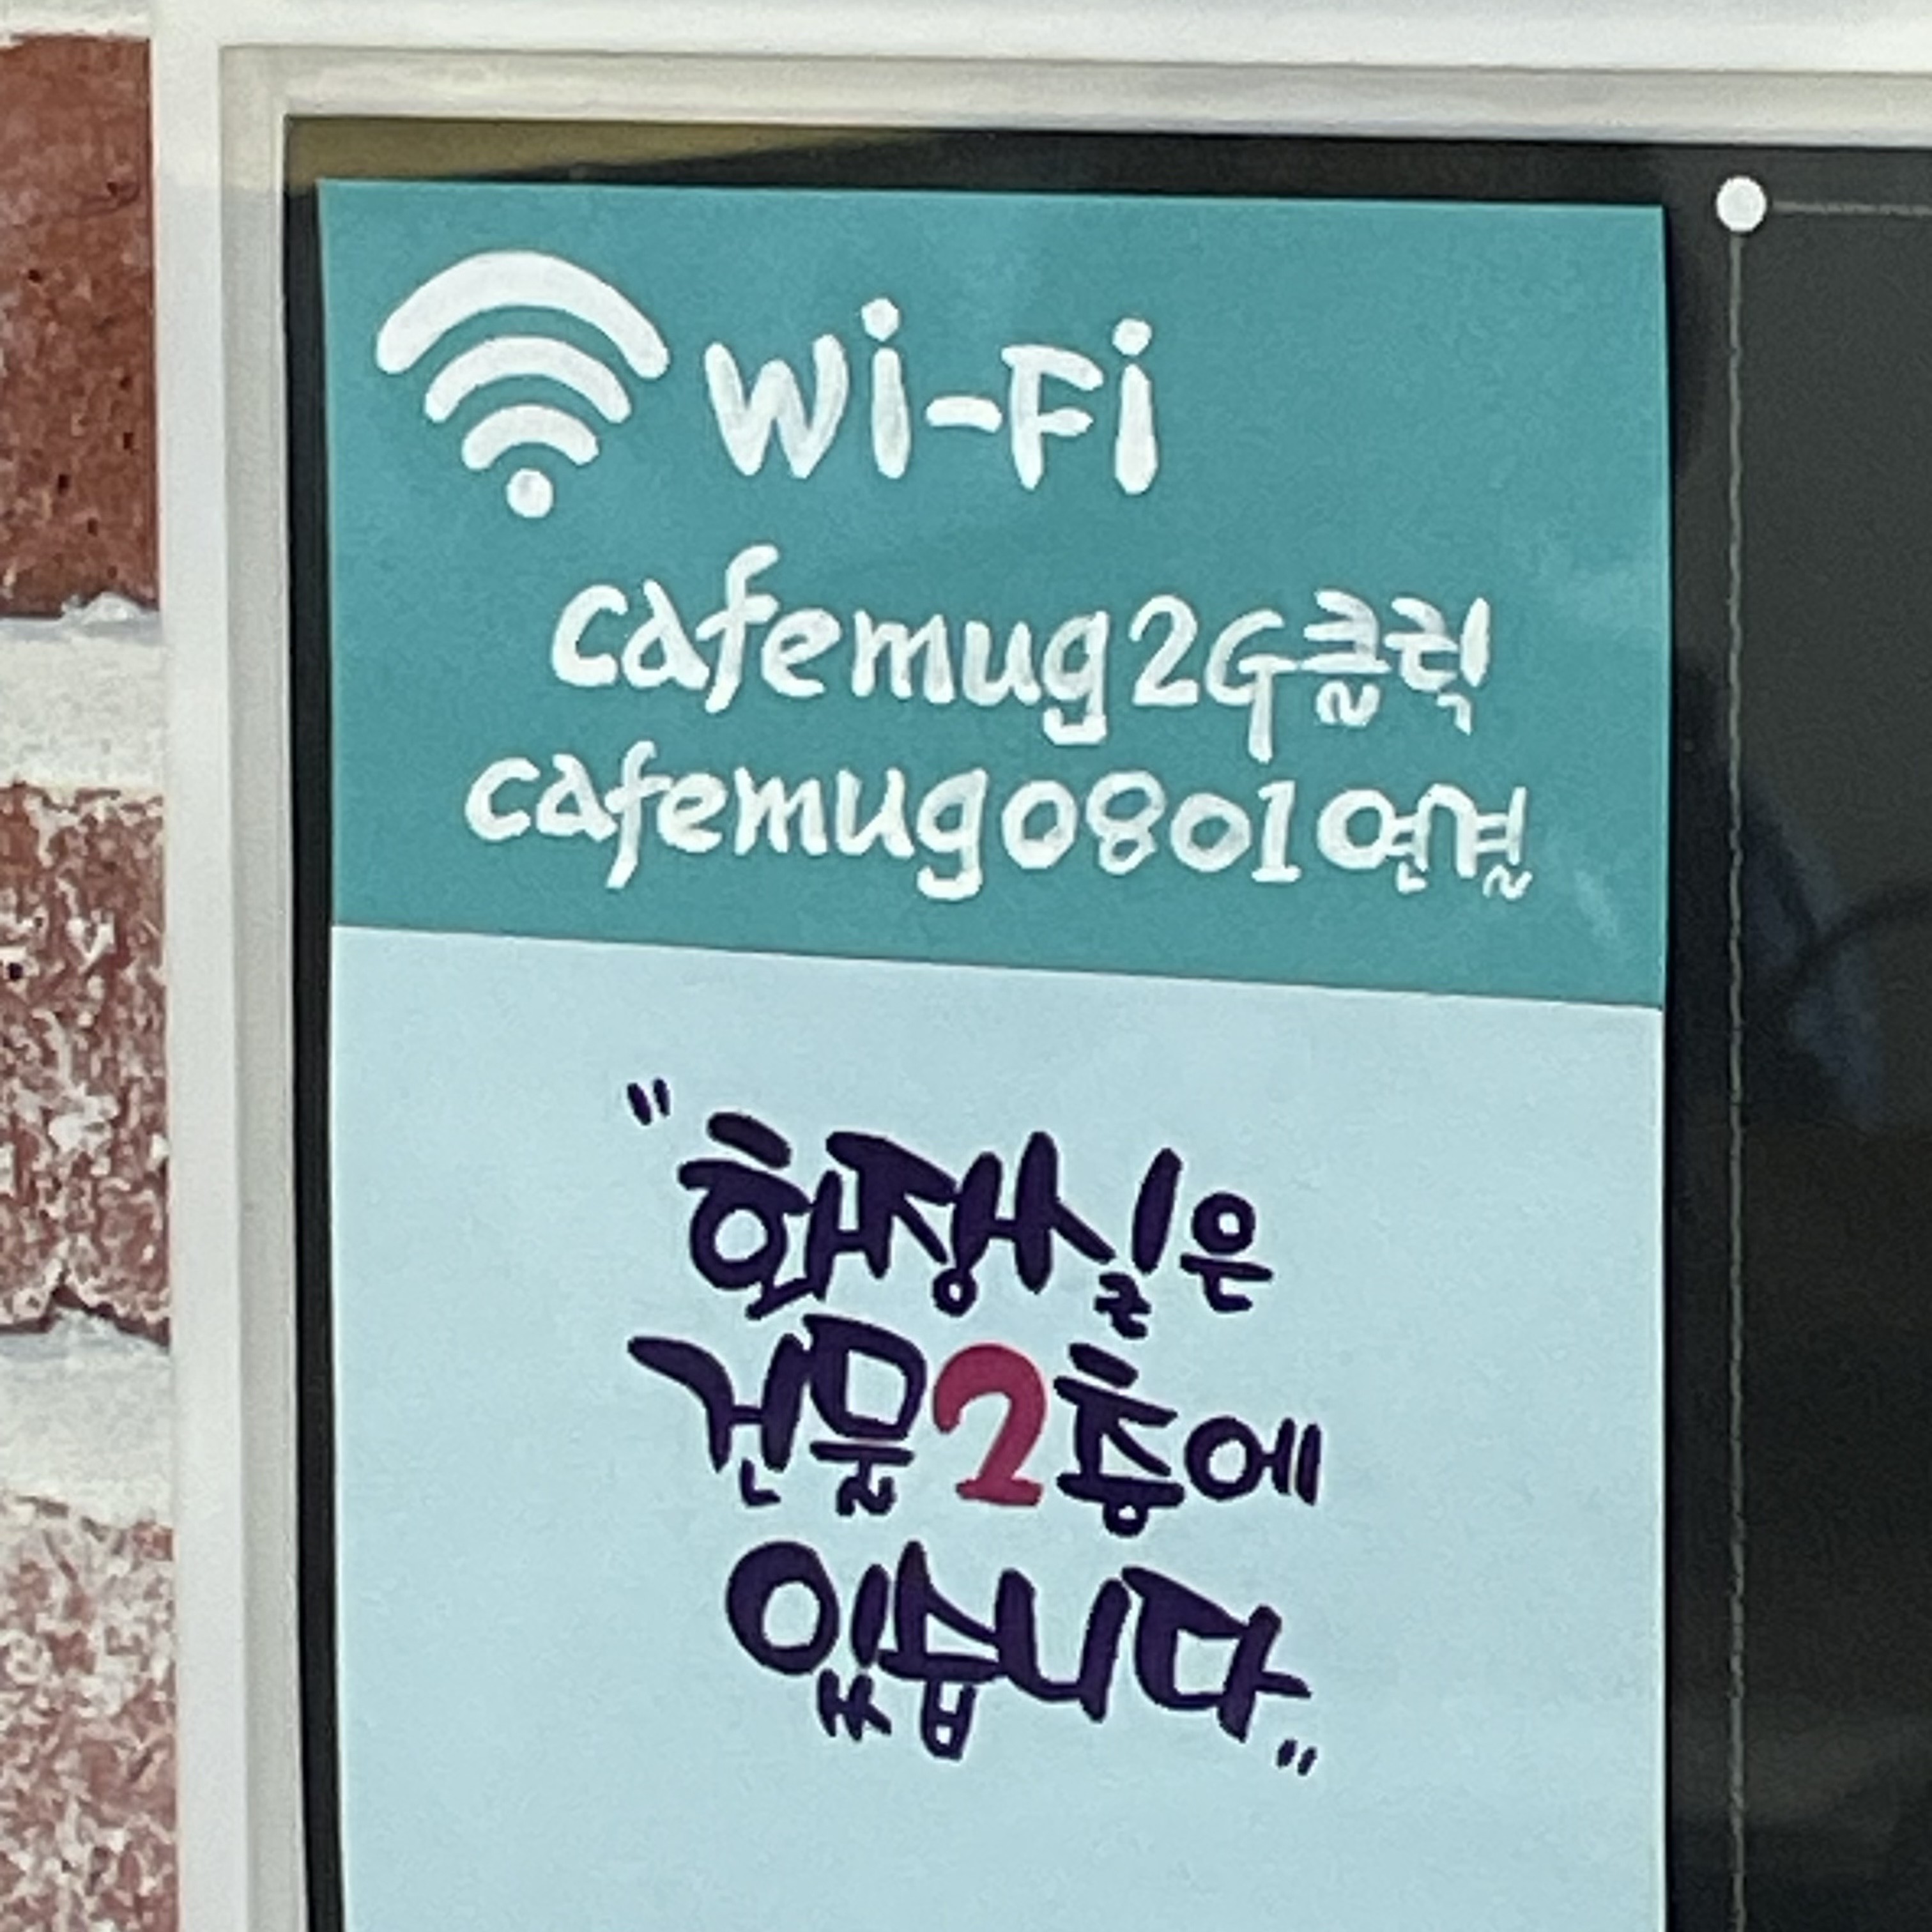 Wi-Fi
cafemug2G클릭
cafemug0801연결
"화장실은
건물2층에
있습니다"